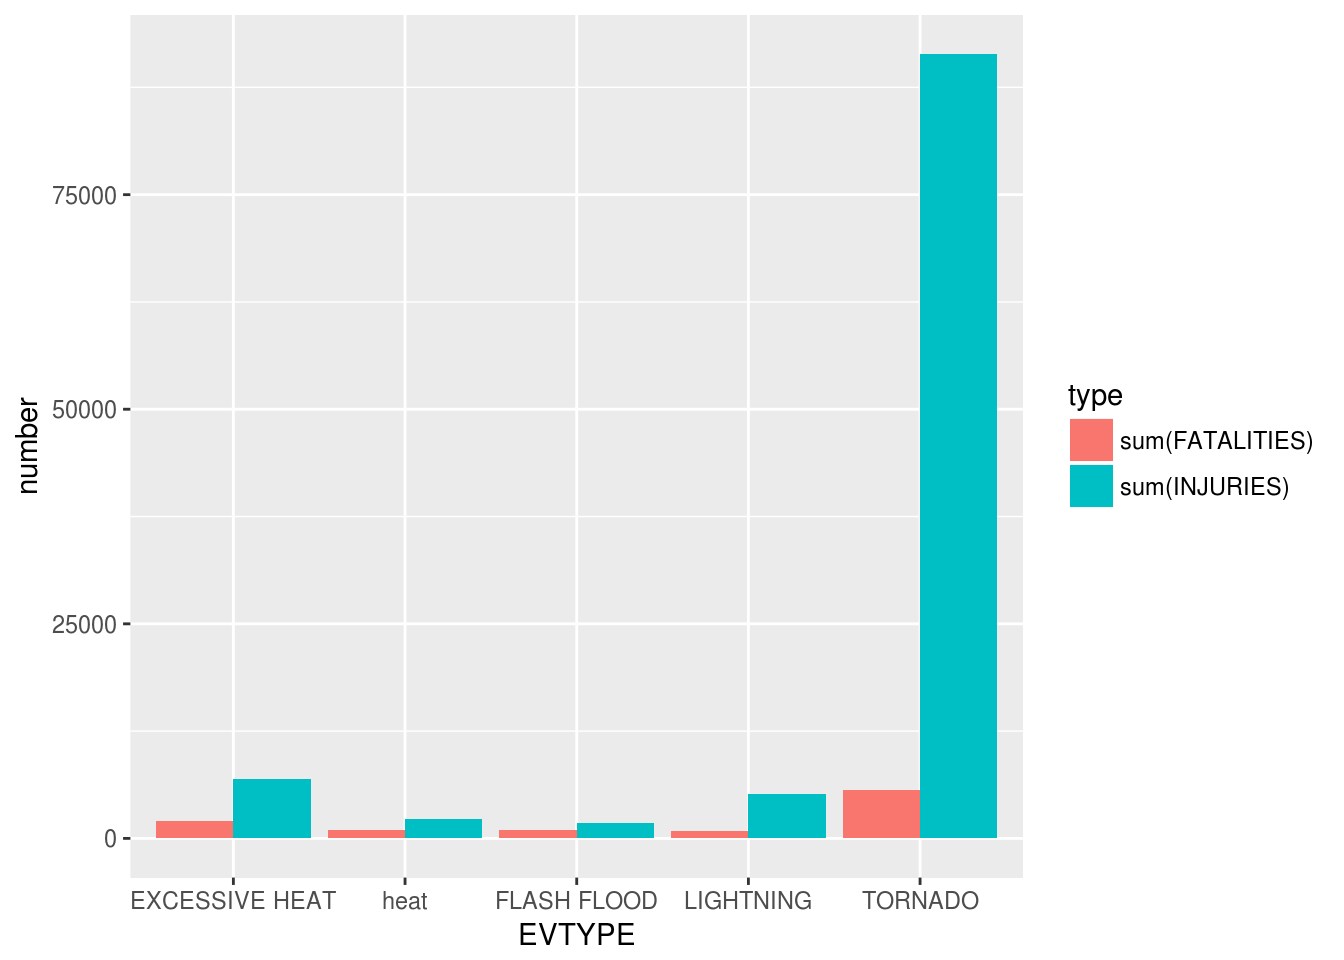 number
75000
50000
25000
0
EXCESSIVE HEAT
heat
FLASH FLOOD
LIGHTNING
TORNADO
EVTYPE
type
sum(FATALITIES)
sum(INJURIES)